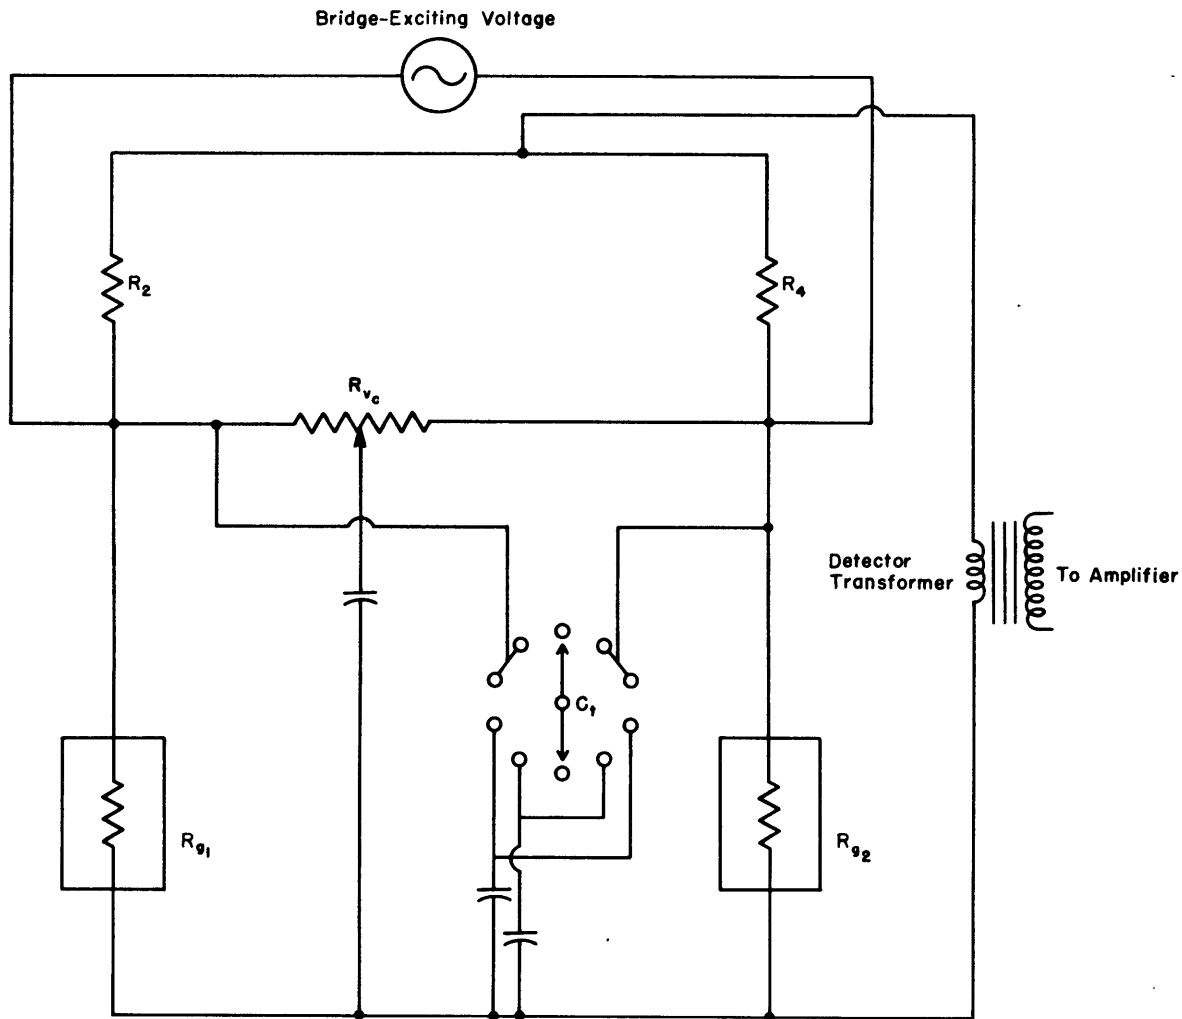 Bridge-Exciting Voltage
R2
R4
Rvc
Detector
Transformer
To Amplifier
Ct
Rg1
Rg2